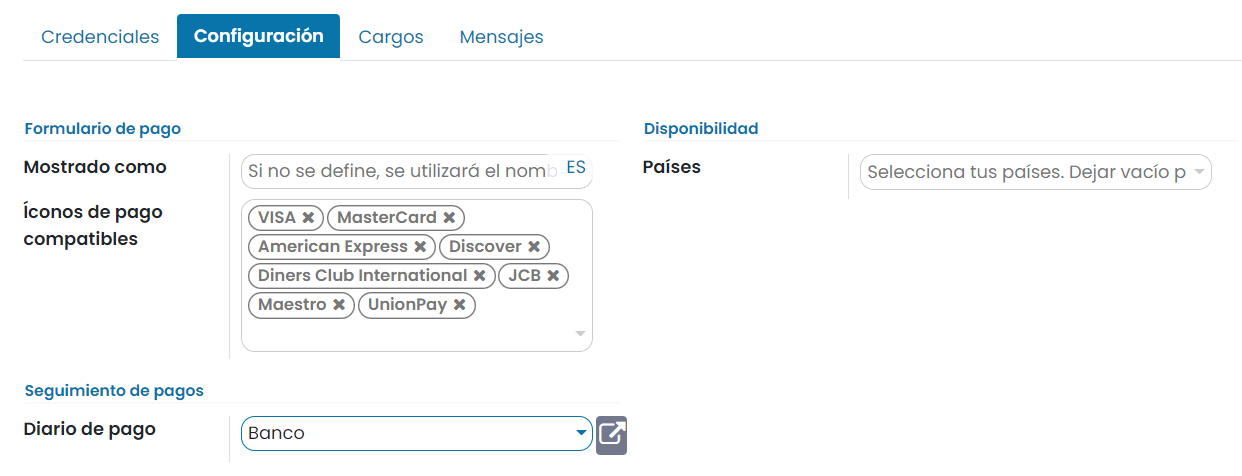 Credenciales Configuración Cargos Mensajes
Formulario de pago
Mostrado como
Si no se define, se utilizará el nomb ES
Íconos de pago
compatibles
VISA ✖ MasterCard ✖
American Express ✖ Discover ✖
Diners Club International ✖ JCB ✖
Maestro ✖ UnionPay ✖
Seguimiento de pagos
Diario de pago
Banco
Disponibilidad
Países
Selecciona tus países. Dejar vacío p